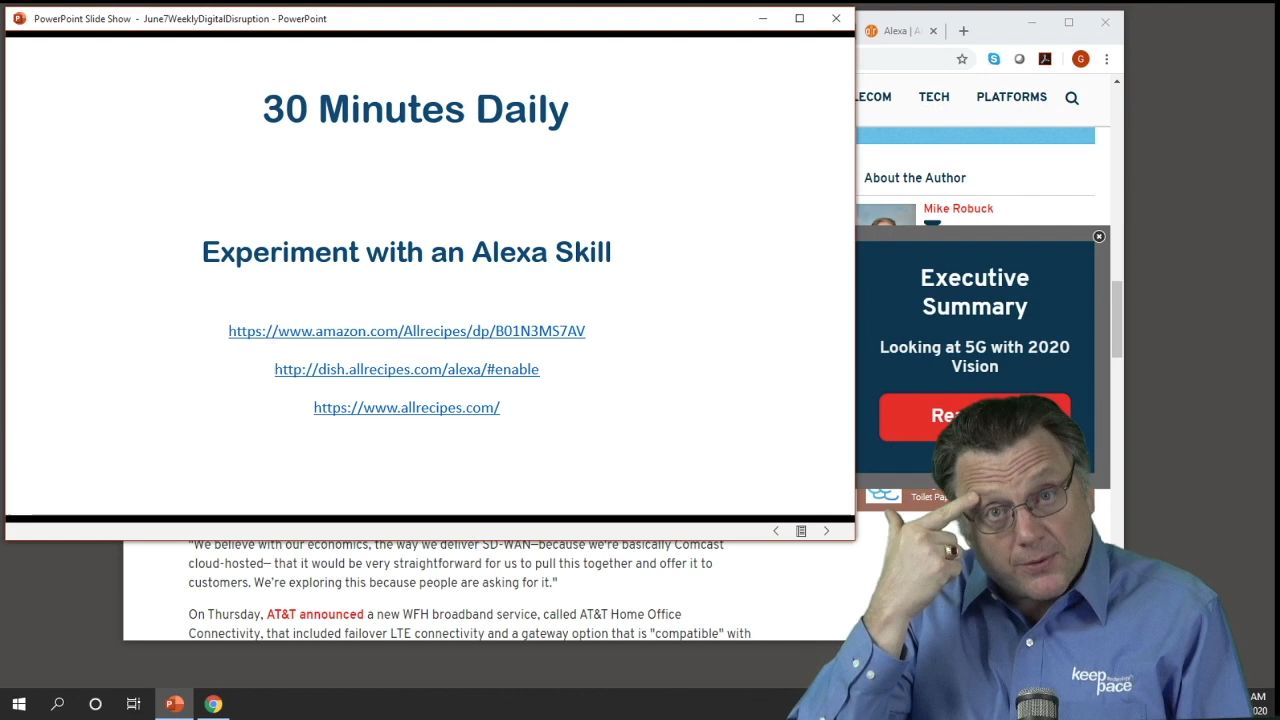 PowerPoint Slide Show - June7WeeklyDigitalDisruption - PowerPoint
Alexa | A
G
30 Minutes Daily
Experiment with an Alexa Skill
https://www.amazon.com/Allrecipes/dp/B01N3MS7AV
http://dish.allrecipes.com/alexa/#enable
https://www.allrecipes.com/
LECOM TECH PLATFORMS
About the Author
Mike Robuck
Executive
Summary
Looking at 5G with 2020
Vision
Toilet Pap
"We believe with our economics, the way we deliver SD-WAN—because we're basically Comcast
cloud-hosted— that it would be very straightforward for us to pull this together and offer it to
customers. We're exploring this because people are asking for it."
On Thursday, AT&T announced a new WFH broadband service, called AT&T Home Office
Connectivity, that included failover LTE connectivity and a gateway option that is "compatible" with
keep
pace
AM
2020